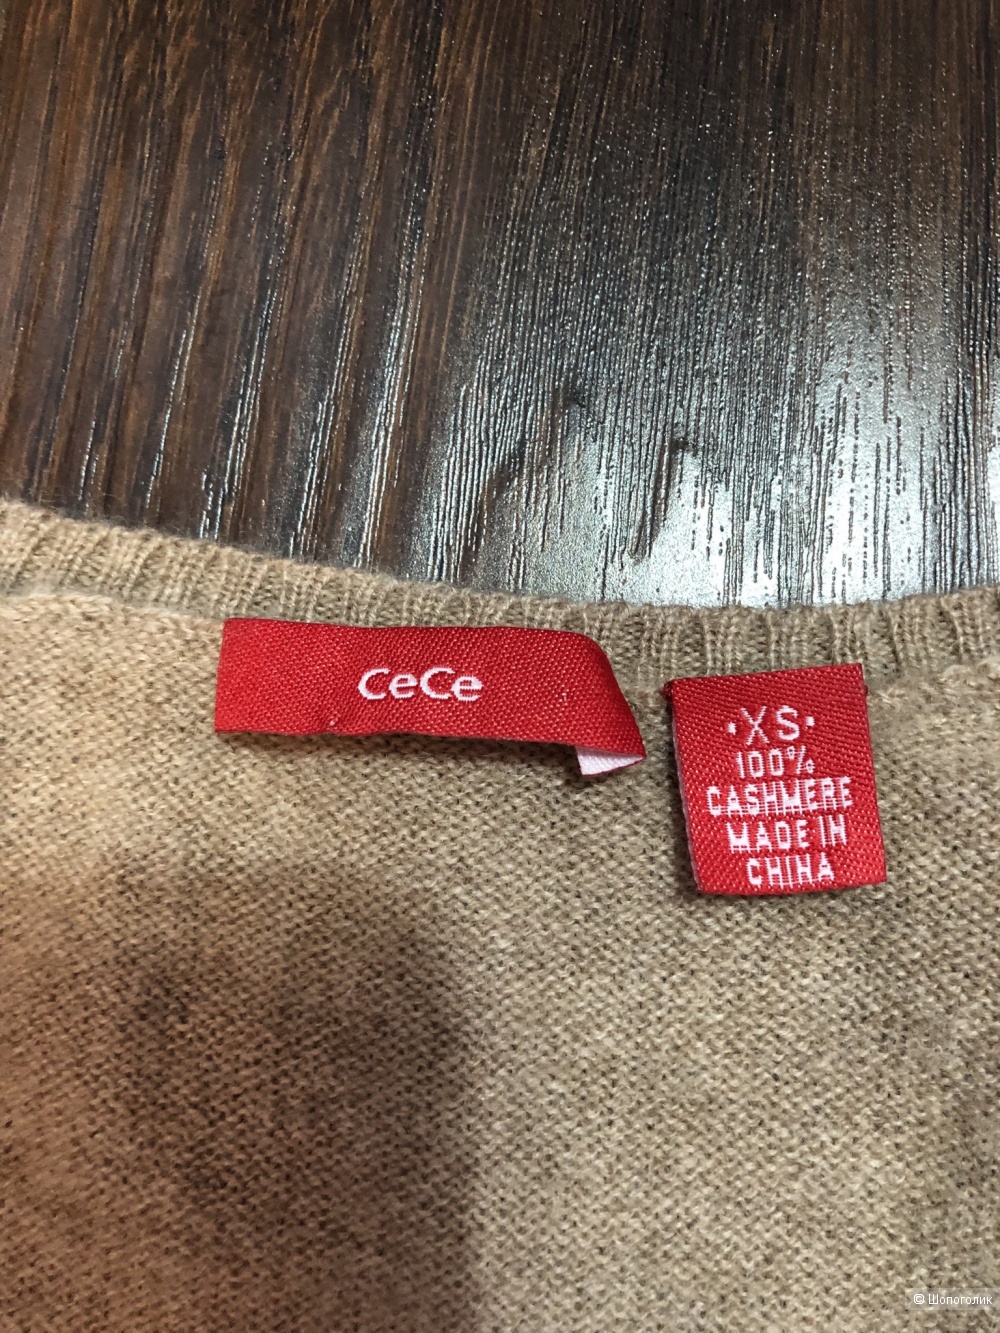 CeCe
·XS·
100%
CASHMERE
MADE IN
CHINA
© Шопоголик